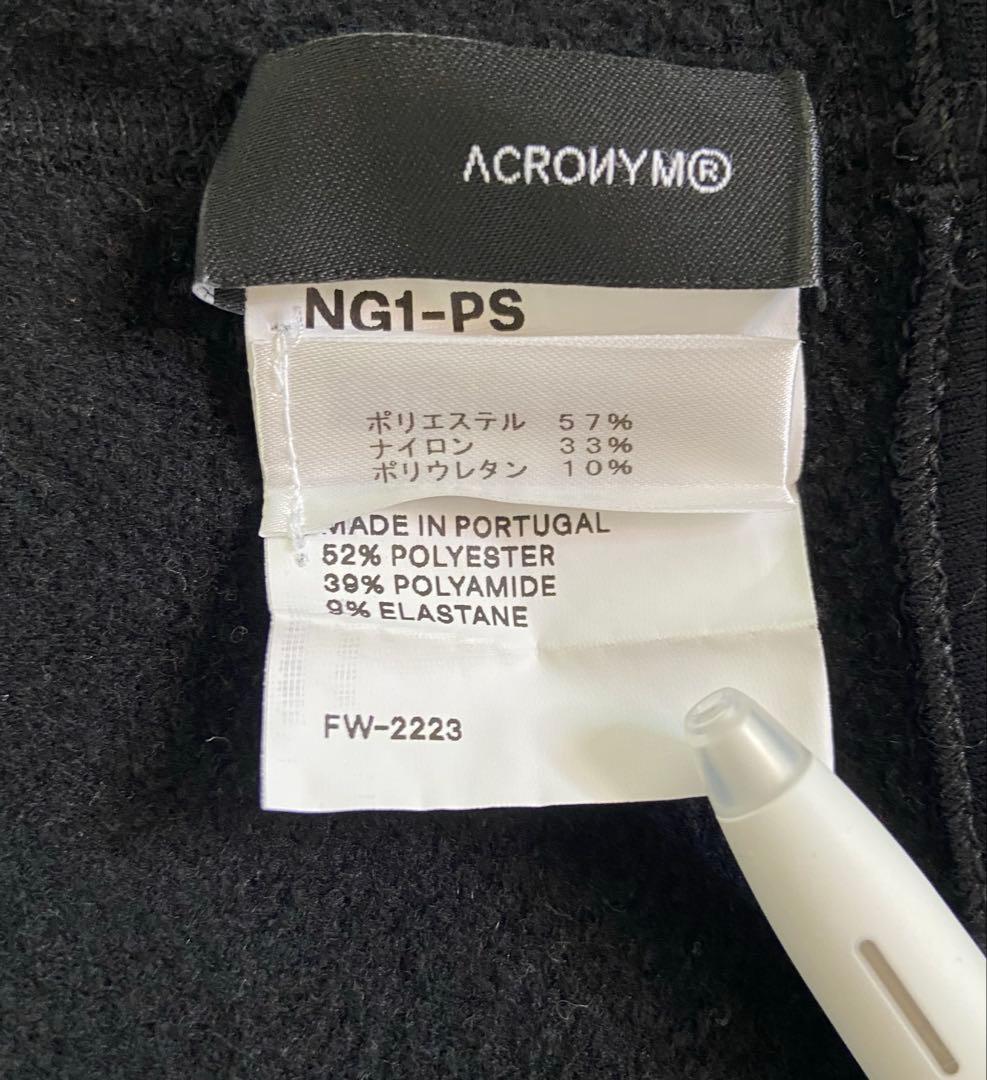 ΛCROИYM®
NG1-PS
ポリエステル 57%
ナイロン 33%
ポリウレタン 10%
MADE IN PORTUGAL
52% POLYESTER
39% POLYAMIDE
9% ELASTANE
FW-2223